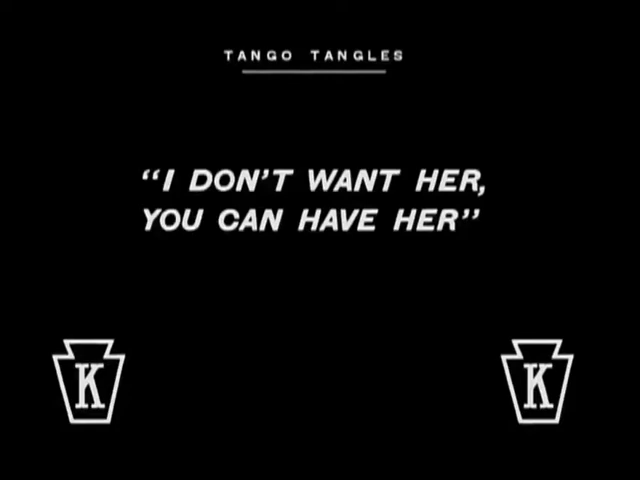 TANGO TANGLES
“I DON’T WANT HER,
YOU CAN HAVE HER”
K K